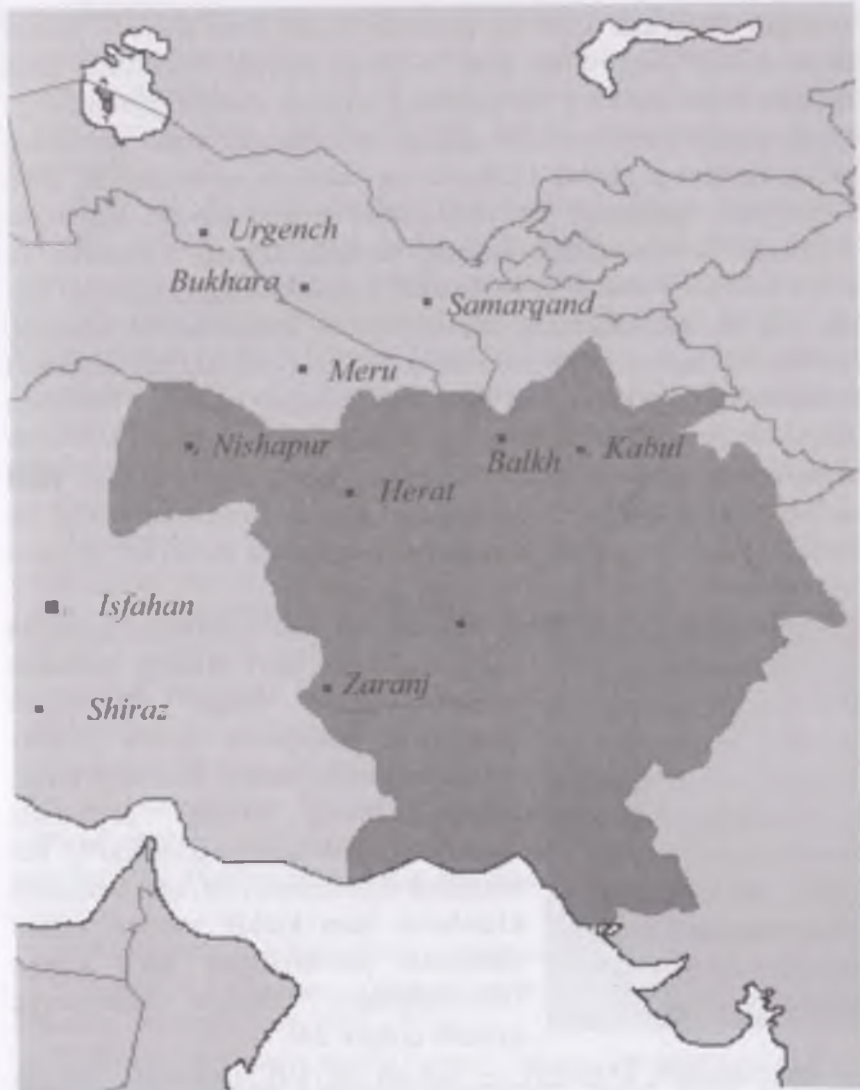 Urgench
Bukhara
Samarqand
Meru
Nishapur
Balkh
Kabul
Herat
Isfahan
Zaranj
Shiraz